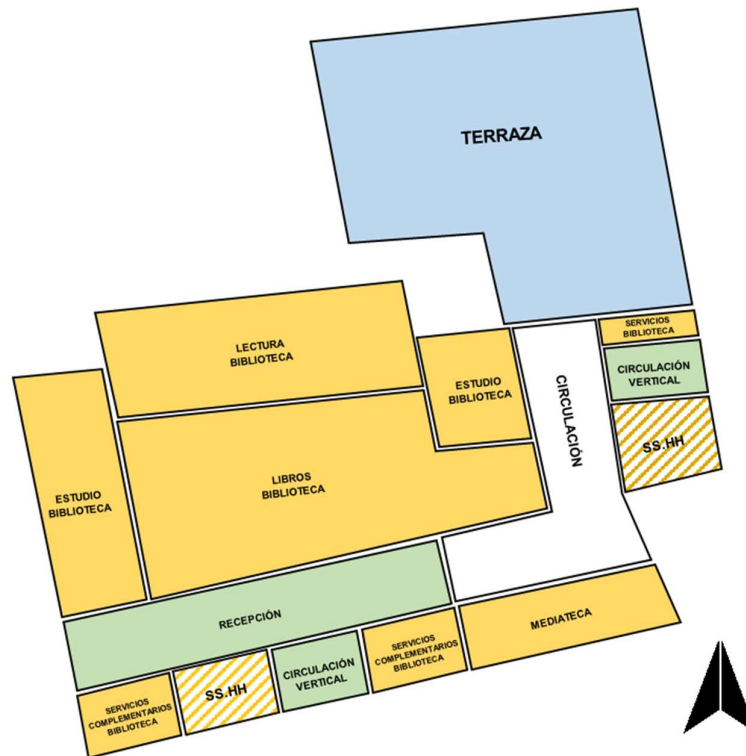 TERRAZA
SERVICIOS
BIBLIOTECA
LECTURA
BIBLIOTECA
CIRCULACIÓN
VERTICAL
ESTUDIO
BIBLIOTECA
CIRCULACIÓN
SS.HH
LIBROS
BIBLIOTECA
ESTUDIO
BIBLIOTECA
RECEPCIÓN
MEDIATECA
SERVICIOS
COMPLEMENTARIOS
BIBLIOTECA
CIRCULACIÓN
VERTICAL
SS.HH
SERVICIOS
COMPLEMENTARIOS
BIBLIOTECA